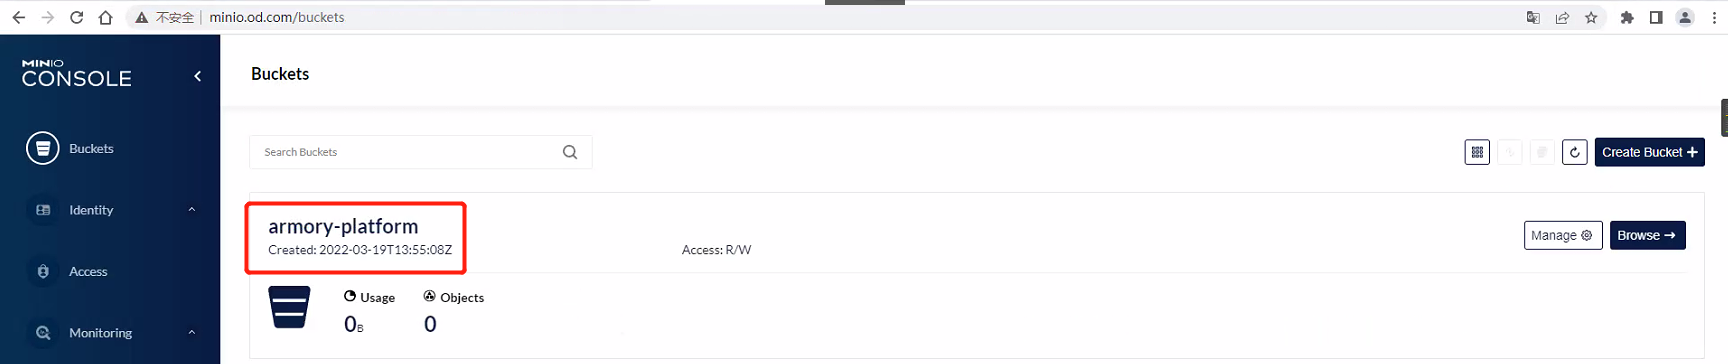 不安全 minio.od.com/buckets
MINIO
CONSOLE
Buckets
Buckets
Search Buckets
Create Bucket +
Identity
armory-platform
Created: 2022-03-19T13:55:08Z
Access: R/W
Manage
Browse →
Access
Usage
Objects
0B
0
Monitoring